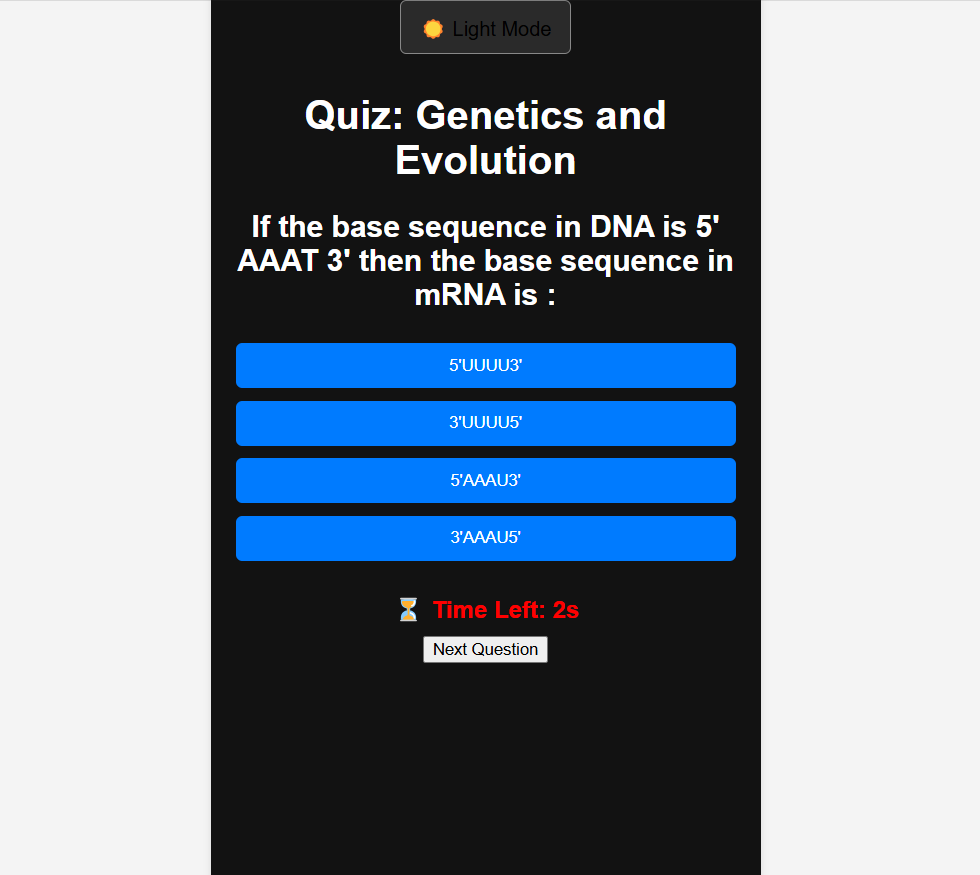 Light Mode
Quiz: Genetics and
Evolution
If the base sequence in DNA is 5'
AAAT 3' then the base sequence in
mRNA is :
5'UUUU3'
3'UUUU5'
5'AAAU3'
3'AAAU5'
⏳ Time Left: 2s
Next Question